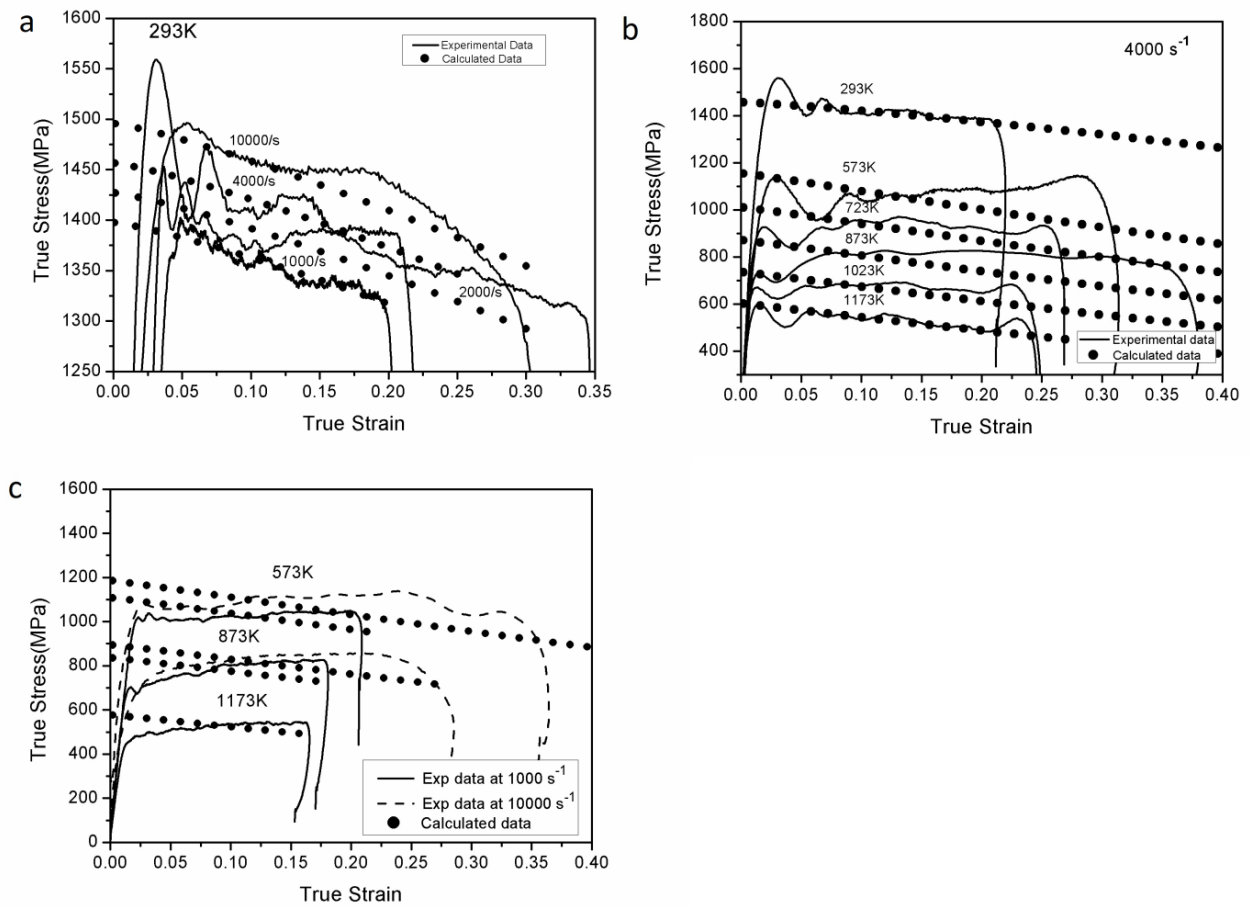 a
1600
1550
1500
1450
1400
1350
1300
1250
True Stress(MPa)
293K
Experimental Data
Calculated Data
10000/s
4000/s
1000/s
2000/s
0.00 0.05 0.10 0.15 0.20 0.25 0.30 0.35
True Strain
b
1800
1600
1400
1200
1000
800
600
400
True Stress(MPa)
4000 s⁻¹
293K
573K
723K
873K
1023K
1173K
Experimental data
Calculated data
0.00 0.05 0.10 0.15 0.20 0.25 0.30 0.35 0.40
True Strain
c
1600
1400
1200
1000
800
600
400
200
0
True Stress(MPa)
573K
873K
1173K
Exp data at 1000 s⁻¹
Exp data at 10000 s⁻¹
Calculated data
0.00 0.05 0.10 0.15 0.20 0.25 0.30 0.35 0.40
True Strain